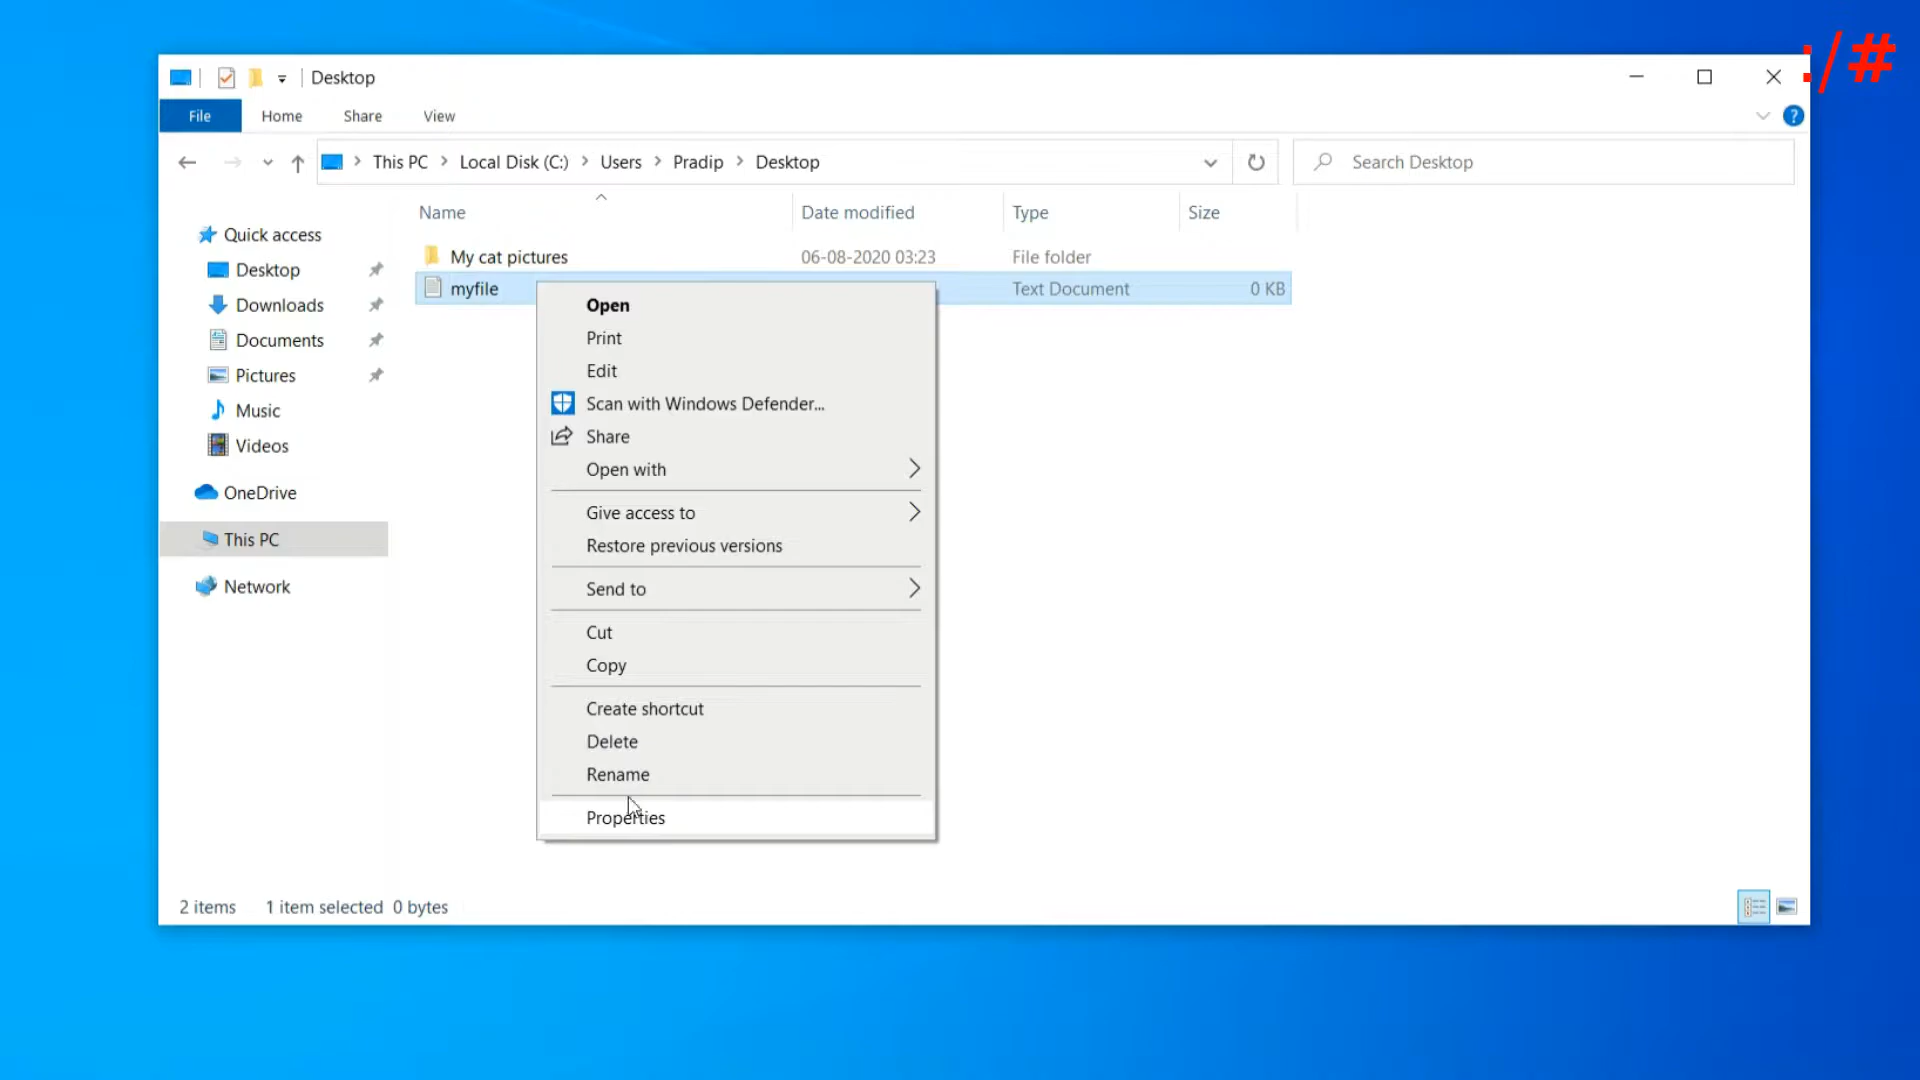 :/#
Desktop
File Home Share View
This PC Local Disk (C:) Users Pradip Desktop
Search Desktop
Name Date modified Type Size
Quick access
Desktop
Downloads
Documents
Pictures
Music
Videos
OneDrive
This PC
Network
My cat pictures 06-08-2020 03:23 File folder
myfile Text Document 0 KB
Open
Print
Edit
Scan with Windows Defender...
Share
Open with
Give access to
Restore previous versions
Send to
Cut
Copy
Create shortcut
Delete
Rename
Properties
2 items 1 item selected 0 bytes